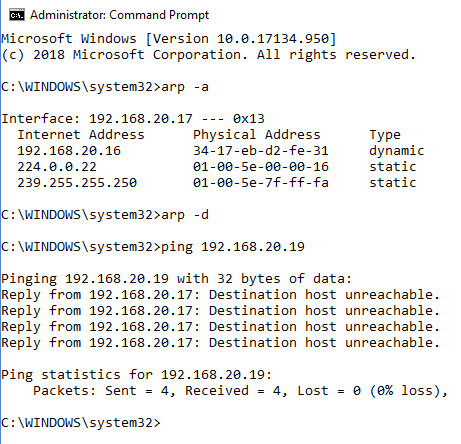 Administrator: Command Prompt
Microsoft Windows [Version 10.0.17134.950]
(c) 2018 Microsoft Corporation. All rights reserved.
C:\WINDOWS\system32>arp -a
Interface: 192.168.20.17 --- 0x13
  Internet Address      Physical Address      Type
  192.168.20.16         34-17-eb-d2-fe-31     dynamic
  224.0.0.22            01-00-5e-00-00-16     static
  239.255.255.250       01-00-5e-7f-ff-fa     static
C:\WINDOWS\system32>arp -d
C:\WINDOWS\system32>ping 192.168.20.19
Pinging 192.168.20.19 with 32 bytes of data:
Reply from 192.168.20.17: Destination host unreachable.
Reply from 192.168.20.17: Destination host unreachable.
Reply from 192.168.20.17: Destination host unreachable.
Reply from 192.168.20.17: Destination host unreachable.
Ping statistics for 192.168.20.19:
    Packets: Sent = 4, Received = 4, Lost = 0 (0% loss),
C:\WINDOWS\system32>